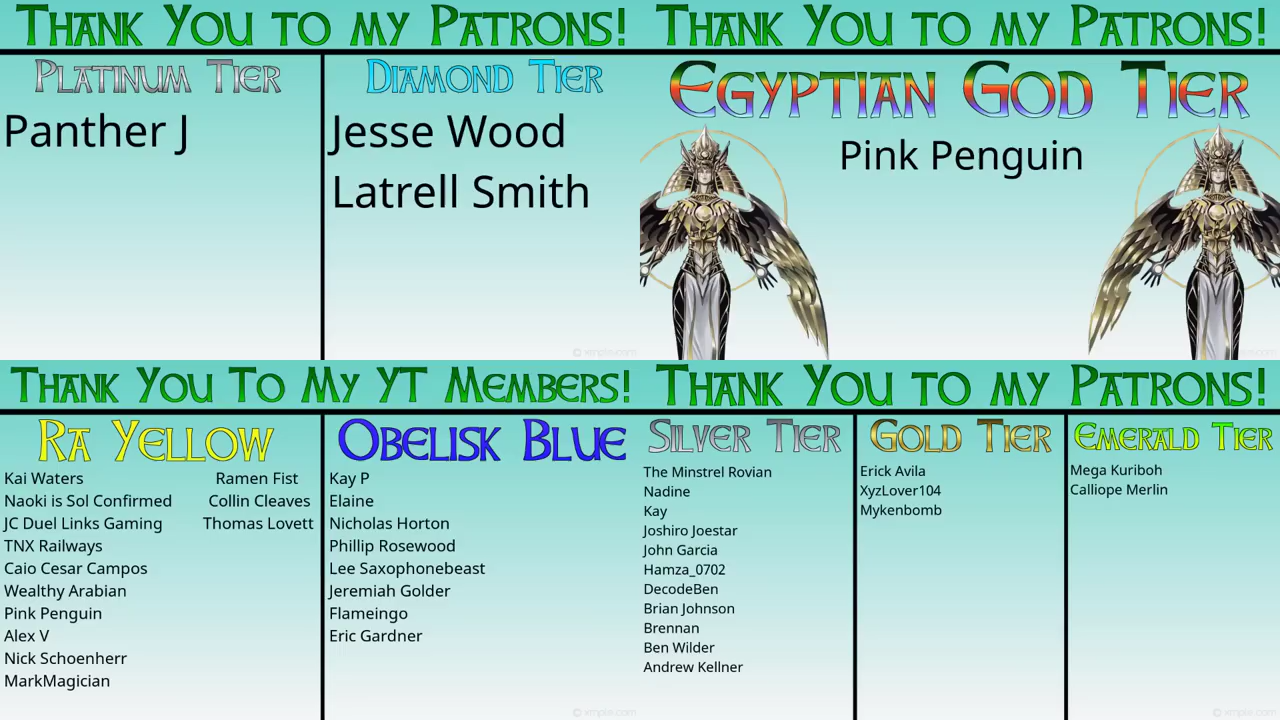 Thank You to my Patrons!
Platinum Tier
Panther J
Diamond Tier
Jesse Wood
Latrell Smith
Thank You to my Patrons!
Egyptian God Tier
Pink Penguin
Thank You To My YT Members!
Ra Yellow
Kai Waters
Naoki is Sol Confirmed
JC Duel Links Gaming
TNX Railways
Caio Cesar Campos
Wealthy Arabian
Pink Penguin
Alex V
Nick Schoenherr
MarkMagician
Ramen Fist
Collin Cleaves
Thomas Lovett
Obelisk Blue
Kay P
Elaine
Nicholas Horton
Phillip Rosewood
Lee Saxophonebeast
Jeremiah Golder
Flameingo
Eric Gardner
Thank You to my Patrons!
Silver Tier
The Minstrel Rovian
Nadine
Kay
Joshiro Joestar
John Garcia
Hamza_0702
DecodeBen
Brian Johnson
Brennan
Ben Wilder
Andrew Kellner
Gold Tier
Erick Avila
XyzLover104
Mykenbomb
Emerald Tier
Mega Kuriboh
Calliope Merlin